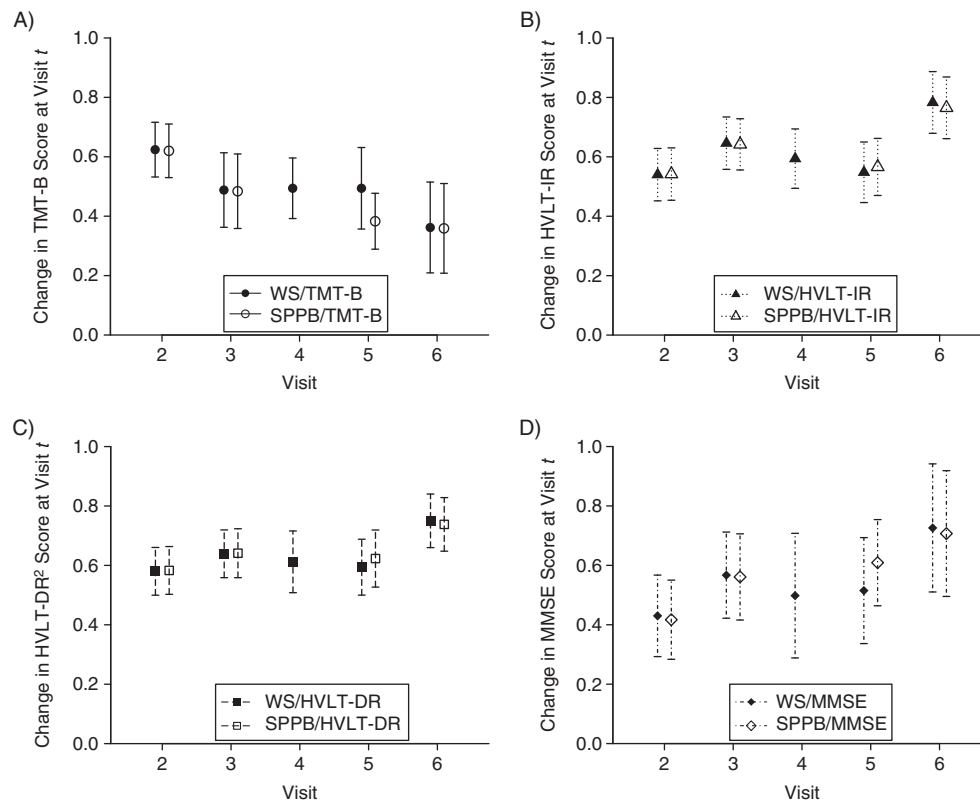 A)
Change in TMT-B Score at Visit t
1.0
0.8
0.6
0.4
0.2
0.0
WS/TMT-B
SPPB/TMT-B
2 3 4 5 6
Visit
B)
Change in HVLT-IR Score at Visit t
1.0
0.8
0.6
0.4
0.2
0.0
WS/HVLT-IR
SPPB/HVLT-IR
2 3 4 5 6
Visit
C)
Change in HVLT-DR² Score at Visit t
1.0
0.8
0.6
0.4
0.2
0.0
WS/HVLT-DR
SPPB/HVLT-DR
2 3 4 5 6
Visit
D)
Change in MMSE Score at Visit t
1.0
0.8
0.6
0.4
0.2
0.0
WS/MMSE
SPPB/MMSE
2 3 4 5 6
Visit